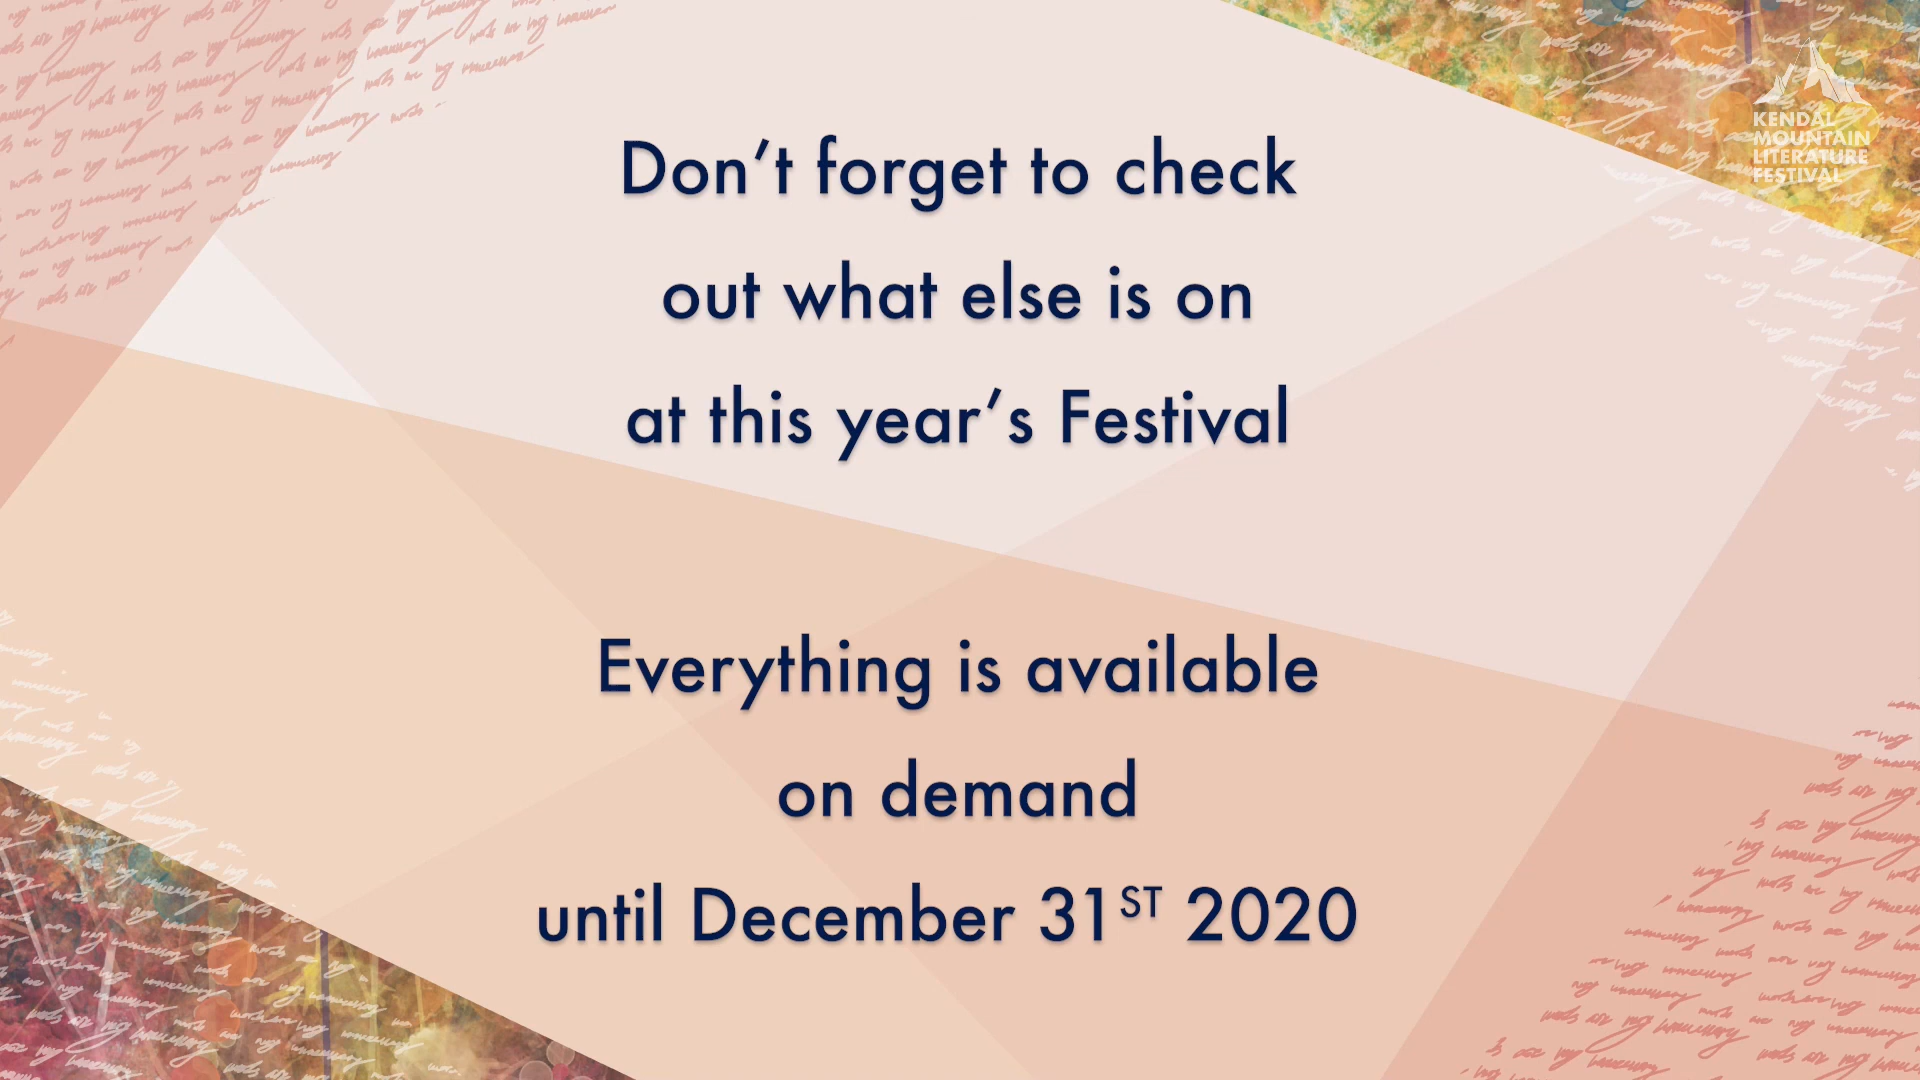 Don’t forget to check
out what else is on
at this year’s Festival
Everything is available
on demand
until December 31ST 2020
KENDAL
MOUNTAIN
LITERATURE
FESTIVAL